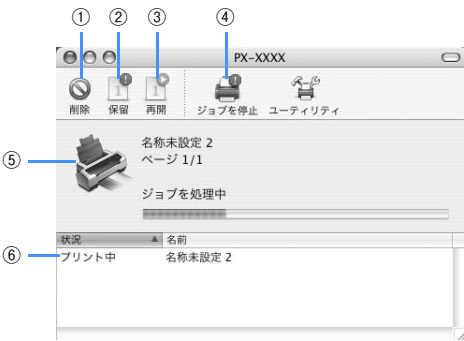 ① ② ③ ④
PX-XXXX
削除 保留 再開 ジョブを停止 ユーティリティ
⑤
名称未設定 2
ページ 1/1
ジョブを処理中
状況 名前
⑥
プリント中 名称未設定 2